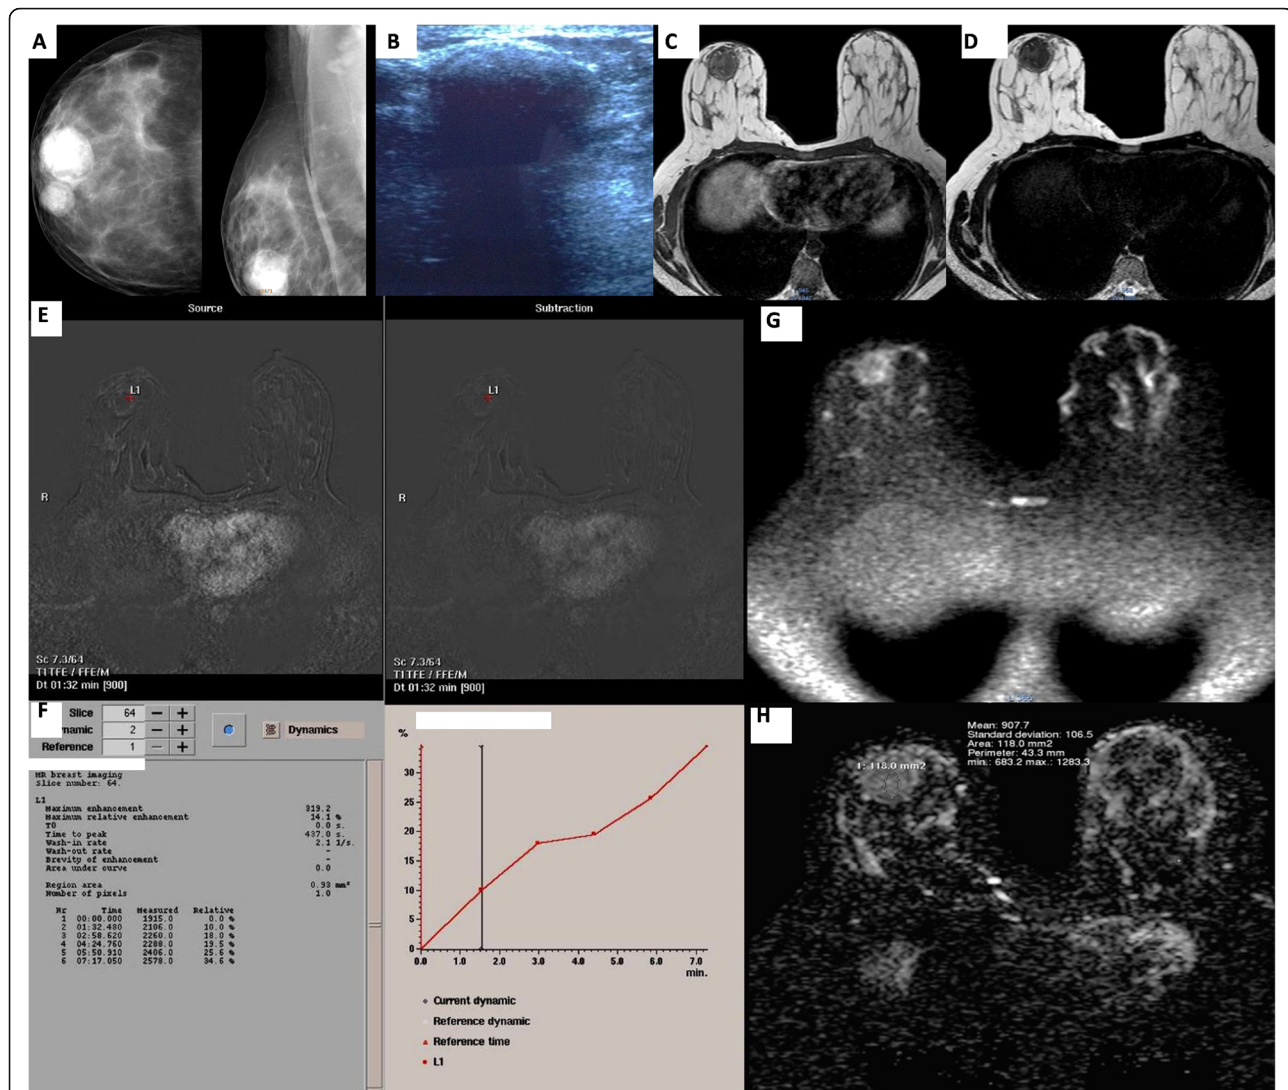 A
B
C
D
E
Source
Subtraction
L1
L1
R
R
Sc 7.3/64
T1 TFE / FFE/M
Dt 01:32 min [900]
Sc 7.3/64
T1 TFE / FFE/M
Dt 01:32 min [900]
G
F
Slice 64 − +
namic 2 − +
Reference 1 − +
Dynamics
MR breast imaging
Slice number: 64.
L1
Maximum enhancement 319.2
Maximum relative enhancement 14.1 %
T0 0.0 s.
Time to peak 437.0 s.
Wash-in rate 2.1 1/s.
Wash-out rate -
Brevity of enhancement -
Area under curve 0.0
Region area 0.93 mm²
Number of pixels 1.0
Nr Time Measured Relative
1 00:00.000 1915.0 0.0 %
2 01:32.480 2106.0 10.0 %
3 02:58.620 2260.0 18.0 %
4 04:24.760 2288.0 19.5 %
5 05:50.910 2406.0 25.6 %
6 07:17.050 2578.0 34.6 %
%
30
25
20
15
10
5
0
0.0 1.0 2.0 3.0 4.0 5.0 6.0 7.0
min.
Current dynamic
Reference dynamic
Reference time
L1
H
Mean: 907.7
Standard deviation: 106.5
Area: 118.0 mm2
Perimeter: 43.3 mm
min.: 683.2 max.: 1283.3
1: 118.0 mm2